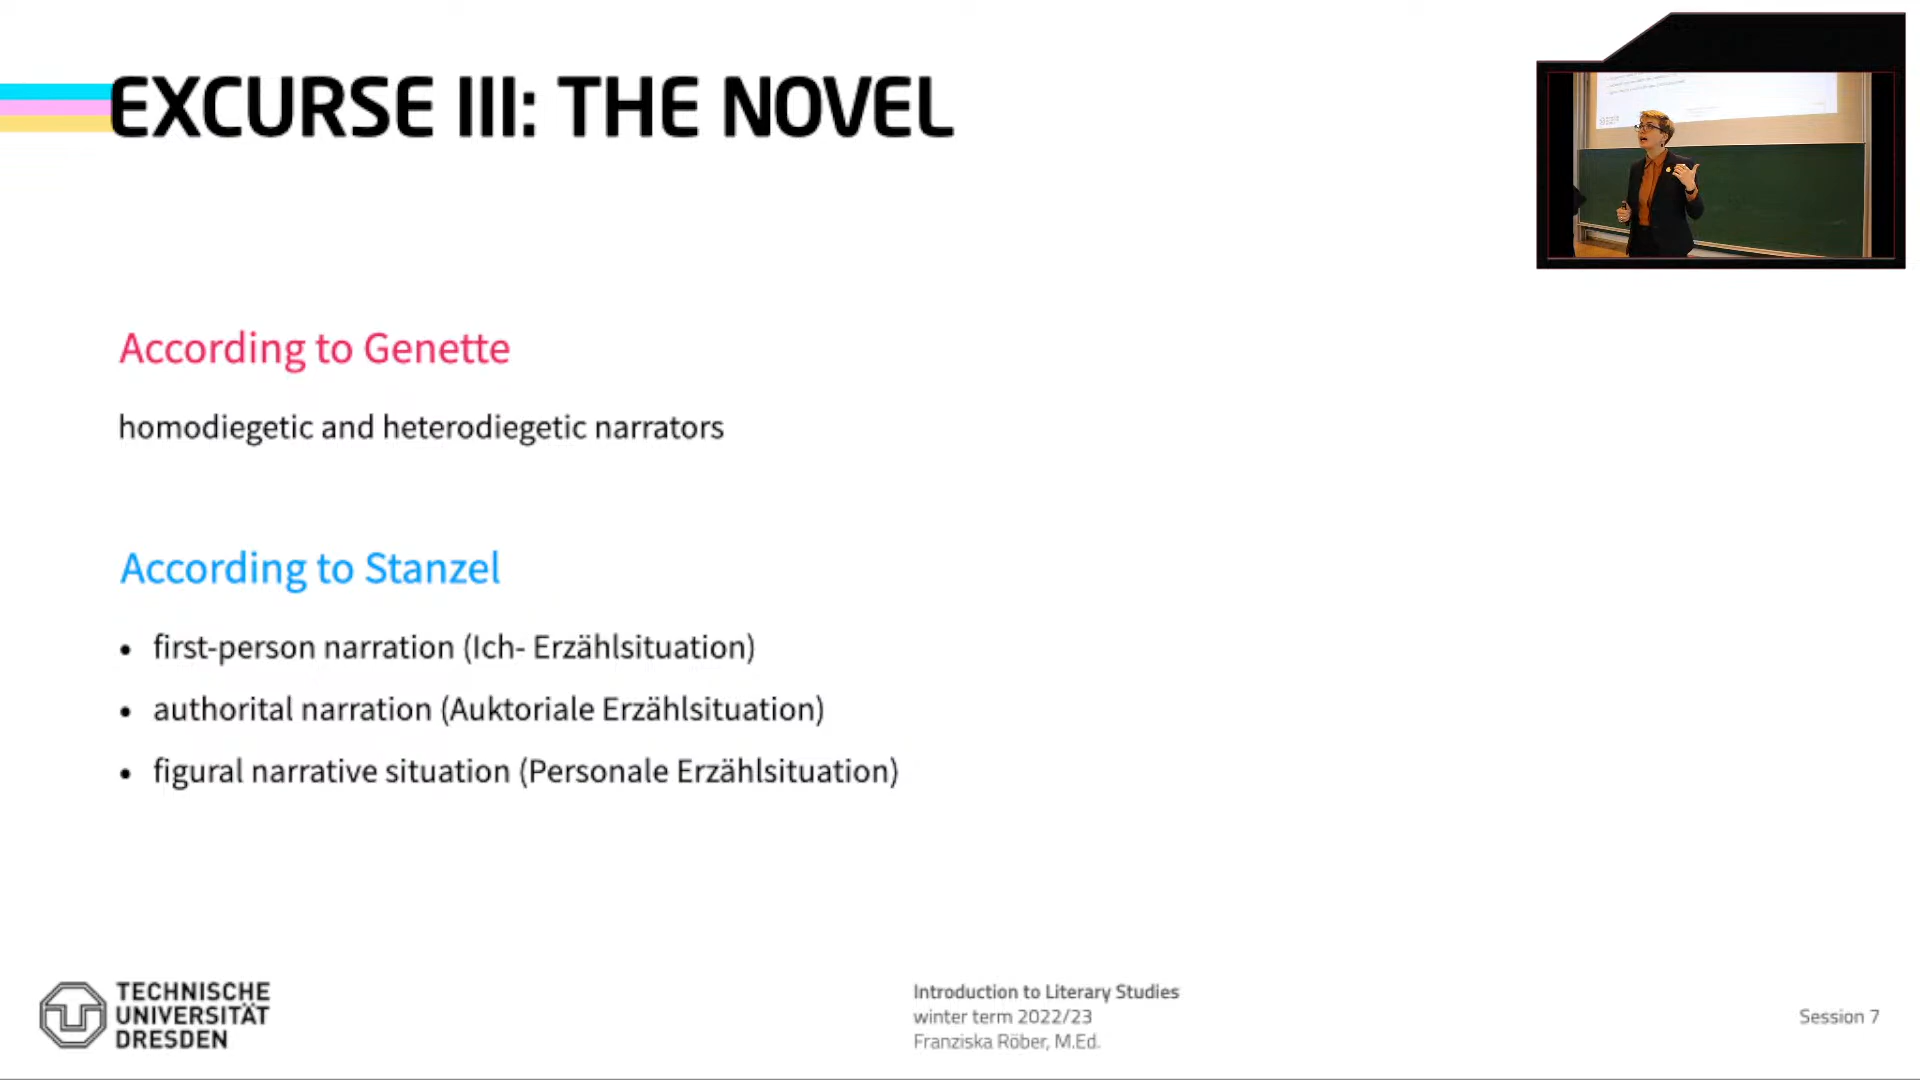 EXCURSE III: THE NOVEL
According to Genette
homodiegetic and heterodiegetic narrators
According to Stanzel
• first-person narration (Ich- Erzählsituation)
• authorital narration (Auktoriale Erzählsituation)
• figural narrative situation (Personale Erzählsituation)
TECHNISCHE
UNIVERSITÄT
DRESDEN
Introduction to Literary Studies
winter term 2022/23
Franziska Röber, M.Ed.
Session 7